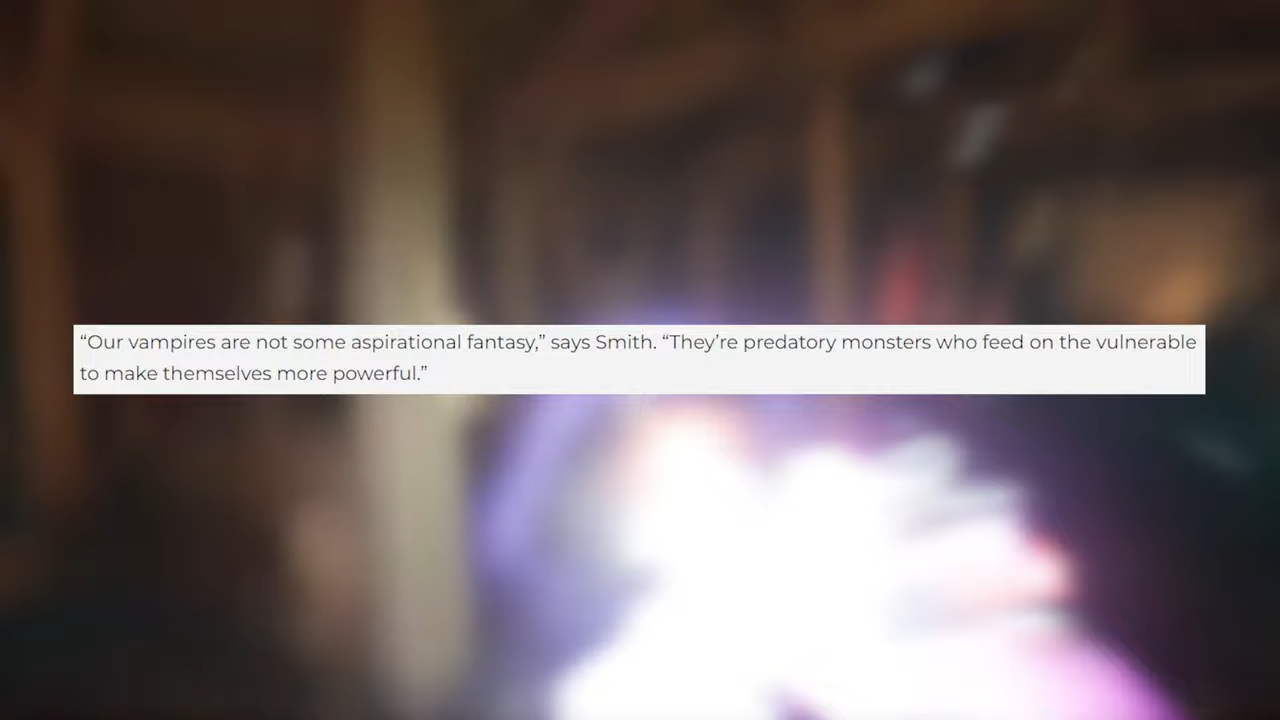 “Our vampires are not some aspirational fantasy,” says Smith. “They’re predatory monsters who feed on the vulnerable
to make themselves more powerful.”